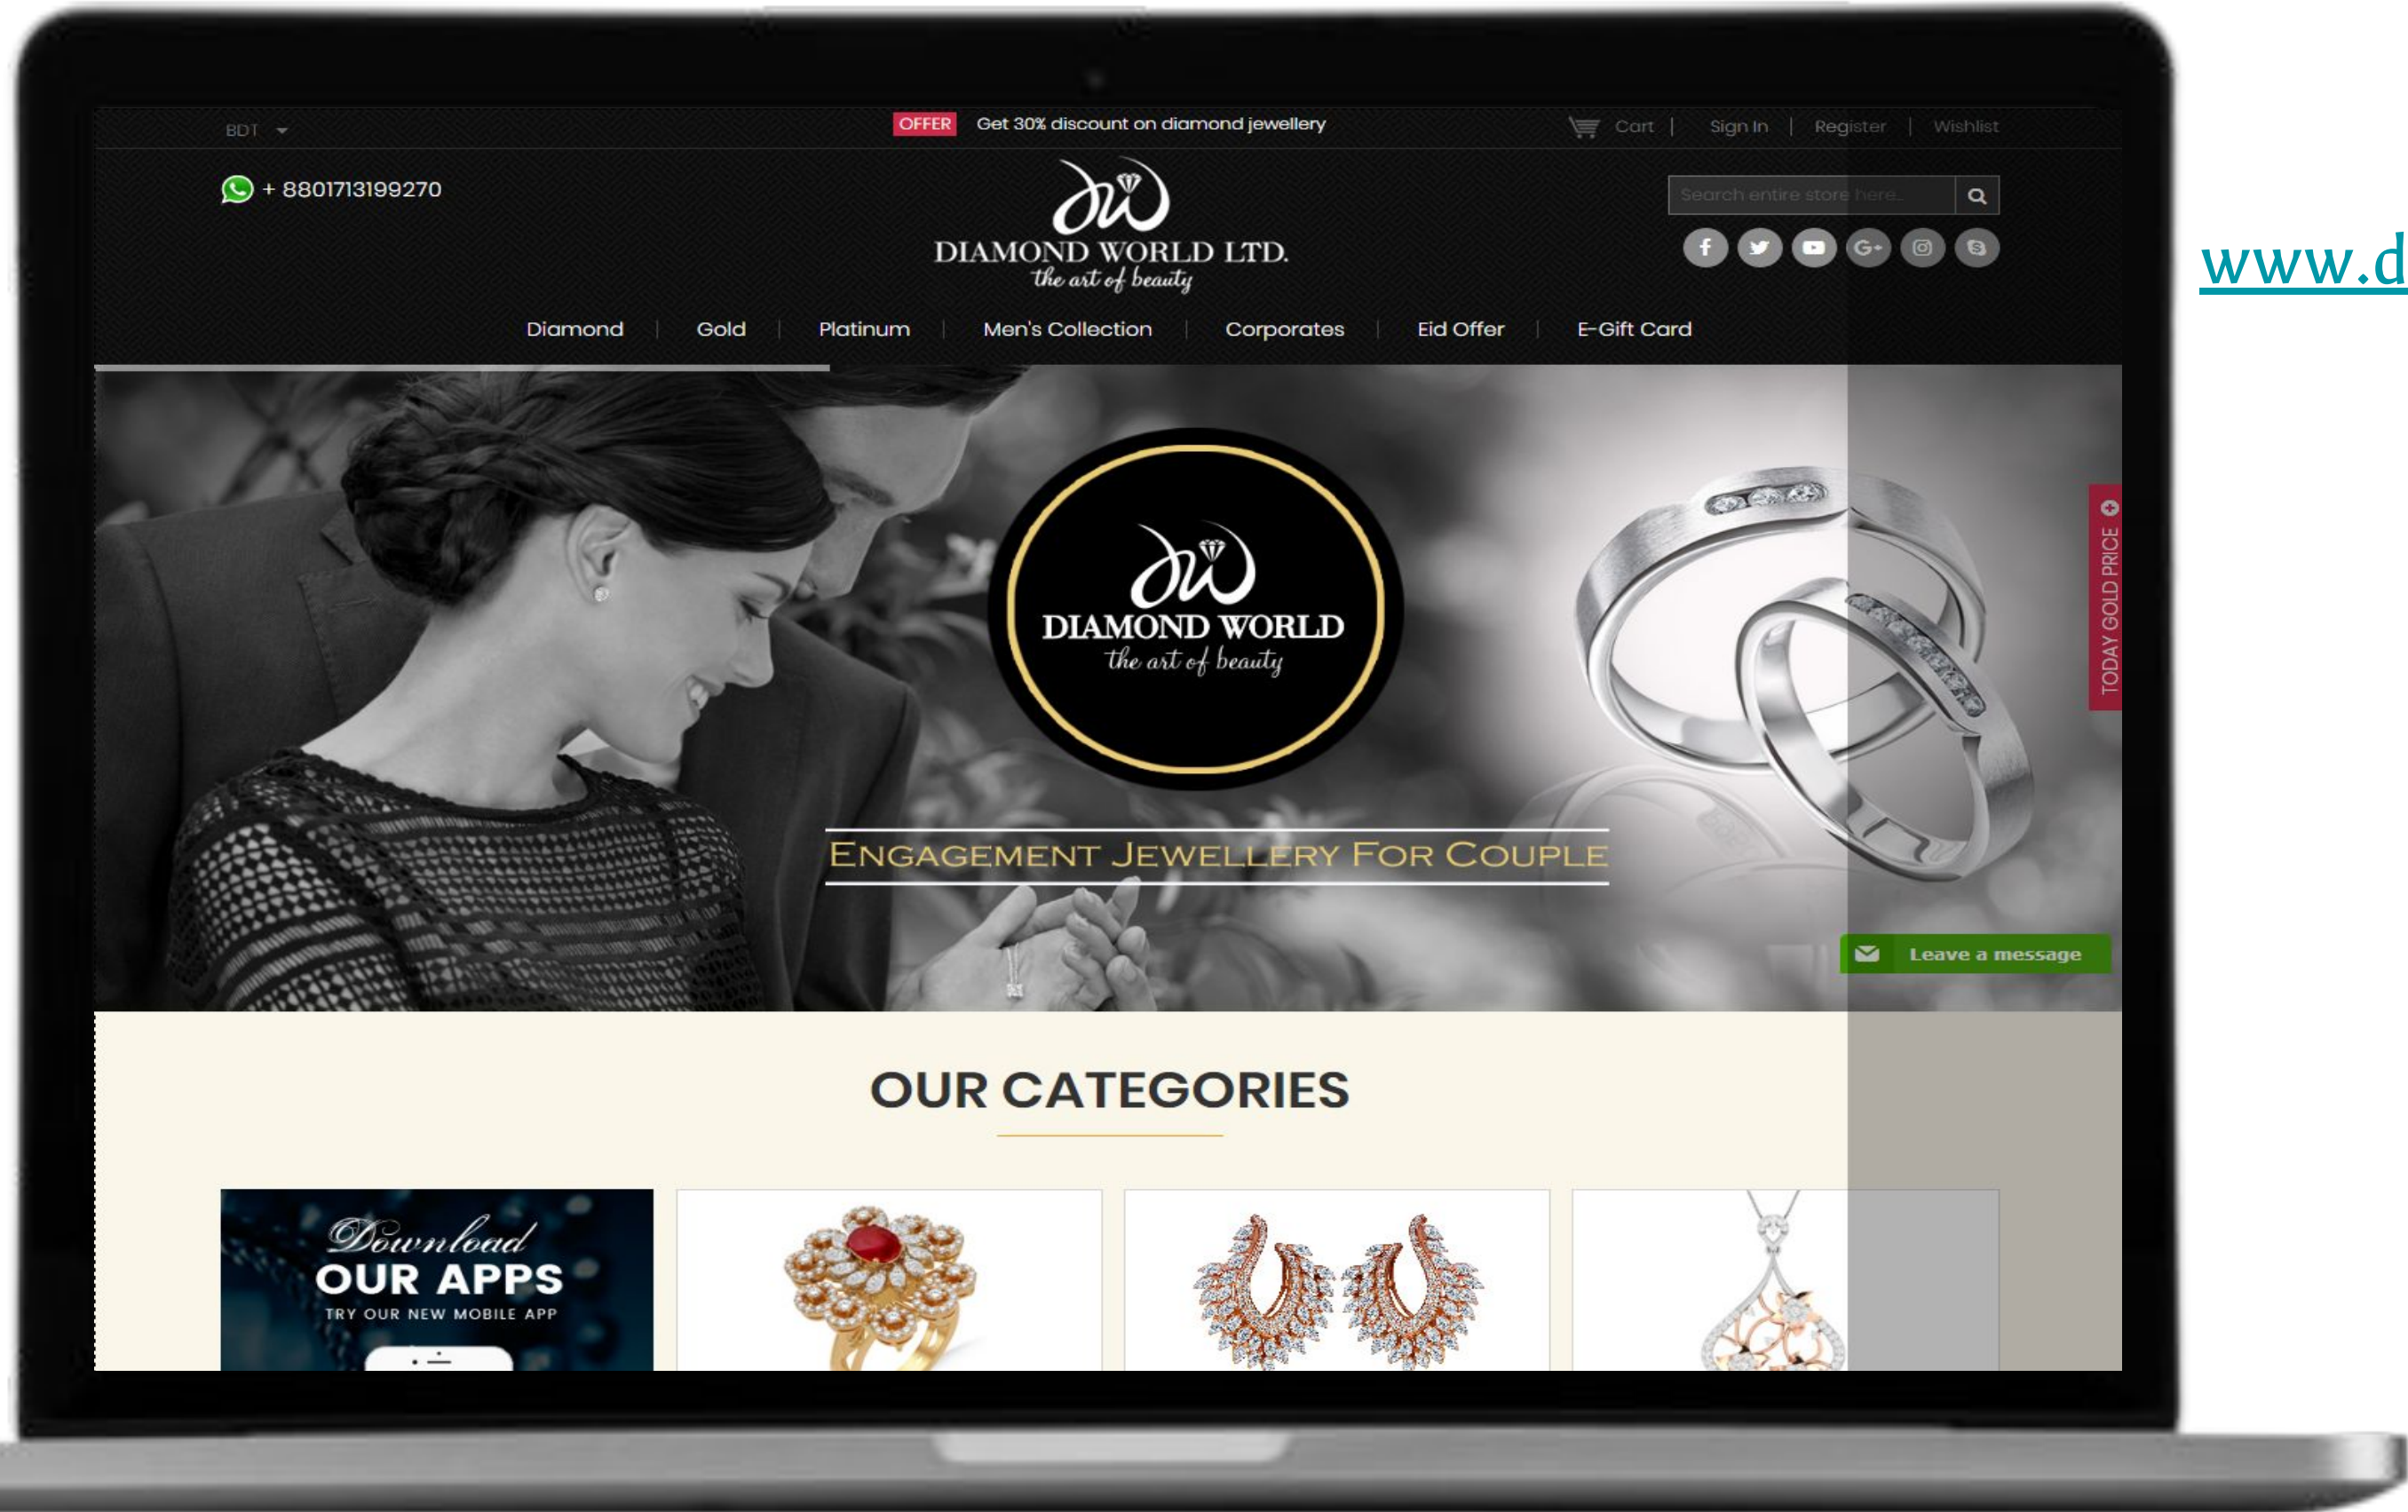 BDT
OFFER Get 30% discount on diamond jewellery
Cart | Sign In | Register | Wishlist
+ 8801713199270
DIAMOND WORLD LTD.
the art of beauty
Search entire store here...
Diamond | Gold | Platinum | Men's Collection | Corporates | Eid Offer | E-Gift Card
www.d
DIAMOND WORLD
the art of beauty
ENGAGEMENT JEWELLERY FOR COUPLE
TODAY GOLD PRICE
Leave a message
OUR CATEGORIES
Download
OUR APPS
TRY OUR NEW MOBILE APP